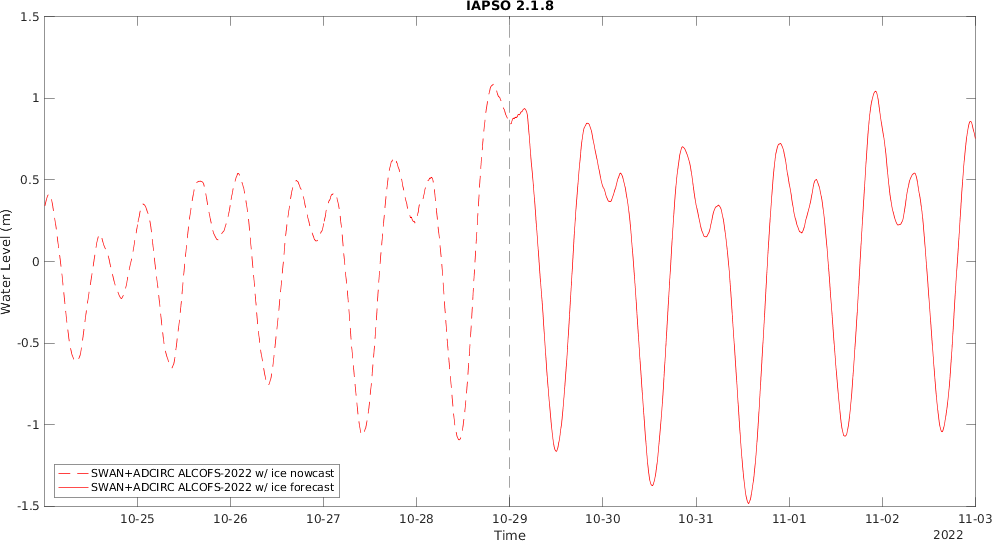 IAPSO 2.1.8
1.5
1
0.5
0
-0.5
-1
-1.5
Water Level (m)
SWAN+ADCIRC ALCOFS-2022 w/ ice nowcast
SWAN+ADCIRC ALCOFS-2022 w/ ice forecast
10-25 10-26 10-27 10-28 10-29 10-30 10-31 11-01 11-02 11-03
Time
2022